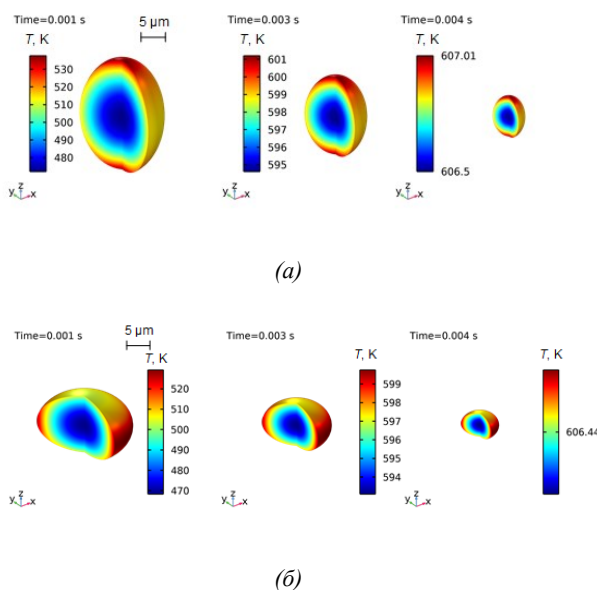 Time=0.001 s
5 µm
T, K
530
520
510
500
490
480
y z x
Time=0.003 s
T, K
601
600
599
598
597
596
595
y z x
Time=0.004 s
T, K
607.01
606.5
y z x
(а)
Time=0.001 s
5 µm
T, K
520
510
500
490
480
470
y z x
Time=0.003 s
T, K
599
598
597
596
595
594
y z x
Time=0.004 s
T, K
606.44
y z x
(б)